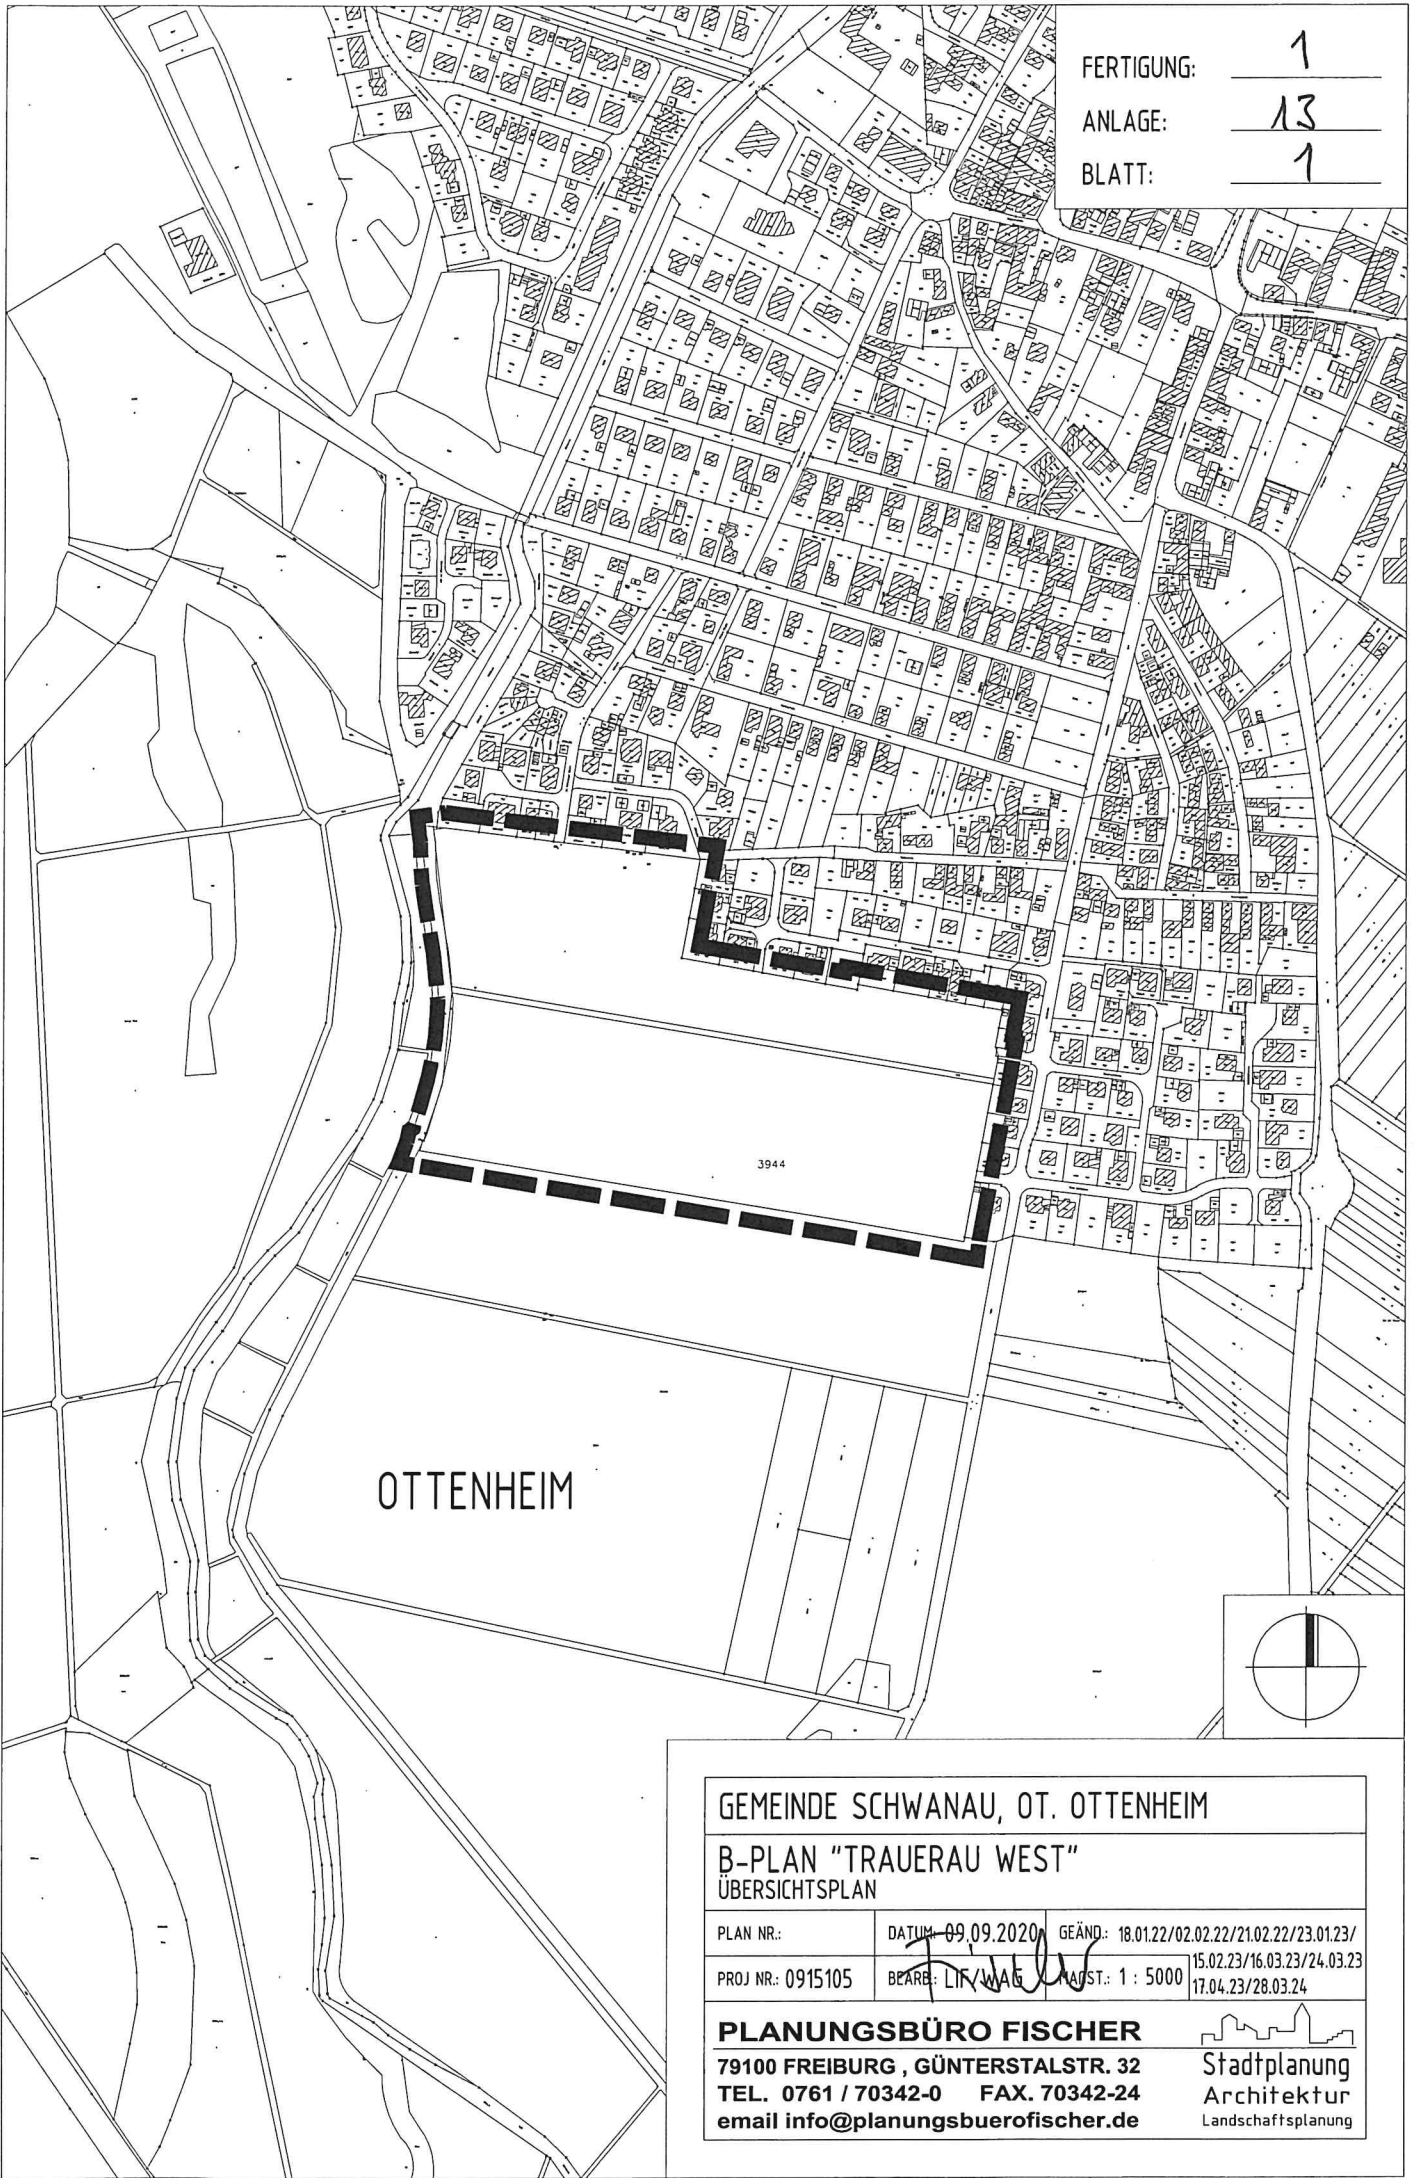 FERTIGUNG: 1
ANLAGE: 13
BLATT: 1
3944
OTTENHEIM
GEMEINDE SCHWANAU, OT. OTTENHEIM
B-PLAN "TRAUERAU WEST"
ÜBERSICHTSPLAN
PLAN NR.: DATUM: 09.09.2020 GEÄND.: 18.01.22/02.02.22/21.02.22/23.01.23/
15.02.23/16.03.23/24.03.23
PROJ NR.: 0915105 BEARB.: LIF/WAG MAßST.: 1 : 5000 17.04.23/28.03.24
PLANUNGSBÜRO FISCHER
79100 FREIBURG , GÜNTERSTALSTR. 32
TEL. 0761 / 70342-0 FAX. 70342-24
email info@planungsbuerofischer.de
Stadtplanung
Architektur
Landschaftsplanung